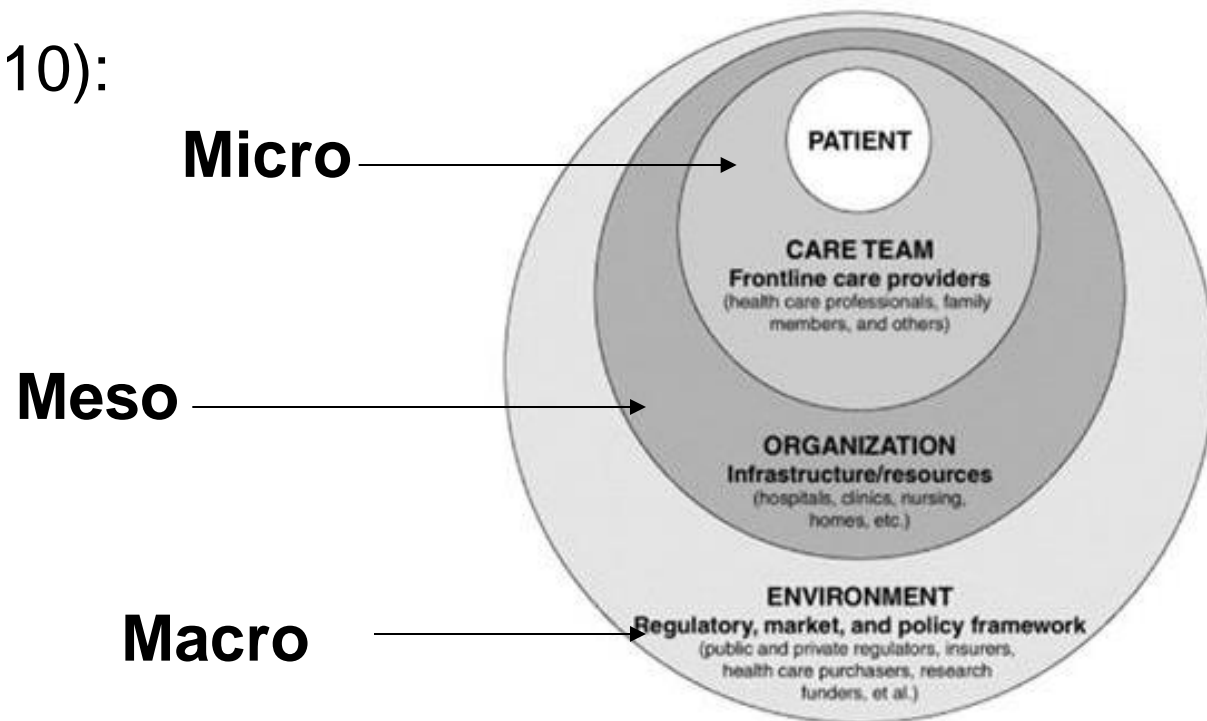 10):
Micro
PATIENT
CARE TEAM
Frontline care providers
(health care professionals, family
members, and others)
Meso
ORGANIZATION
Infrastructure/resources
(hospitals, clinics, nursing,
homes, etc.)
Macro
ENVIRONMENT
Regulatory, market, and policy framework
(public and private regulators, insurers,
health care purchasers, research
funders, et al.)